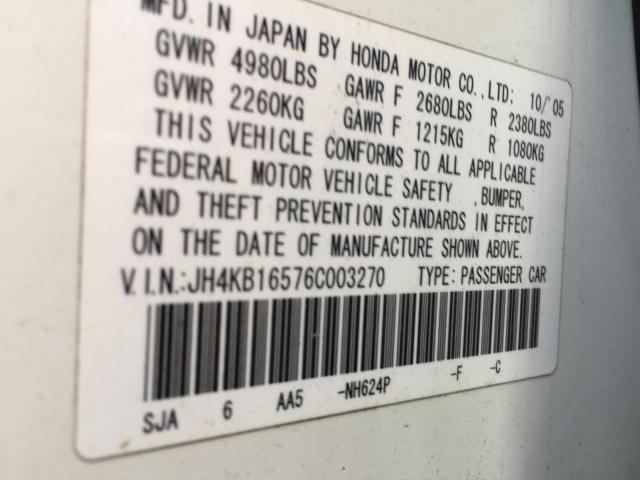 MFD. IN JAPAN BY HONDA MOTOR CO.,LTD; 10/'05
GVWR 4980LBS GAWR F 2680LBS R 2380LBS
GVWR 2260KG GAWR F 1215KG R 1080KG
THIS VEHICLE CONFORMS TO ALL APPLICABLE
FEDERAL MOTOR VEHICLE SAFETY ,BUMPER,
AND THEFT PREVENTION STANDARDS IN EFFECT
ON THE DATE OF MANUFACTURE SHOWN ABOVE.
V.I.N.:JH4KB16576C003270 TYPE: PASSENGER CAR
SJA 6 AA5 -NH624P -F -C